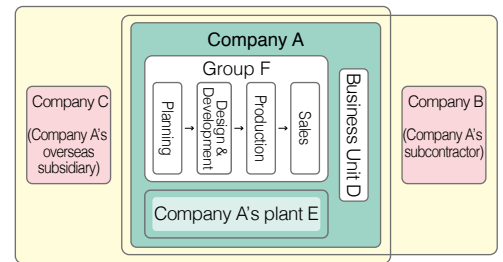 Company A
Group F
Planning
→
Design &
Development
→
Production
→
Sales
Business Unit D
Company A's plant E
Company C
(Company A's
overseas
subsidiary)
Company B
(Company A's
subcontractor)